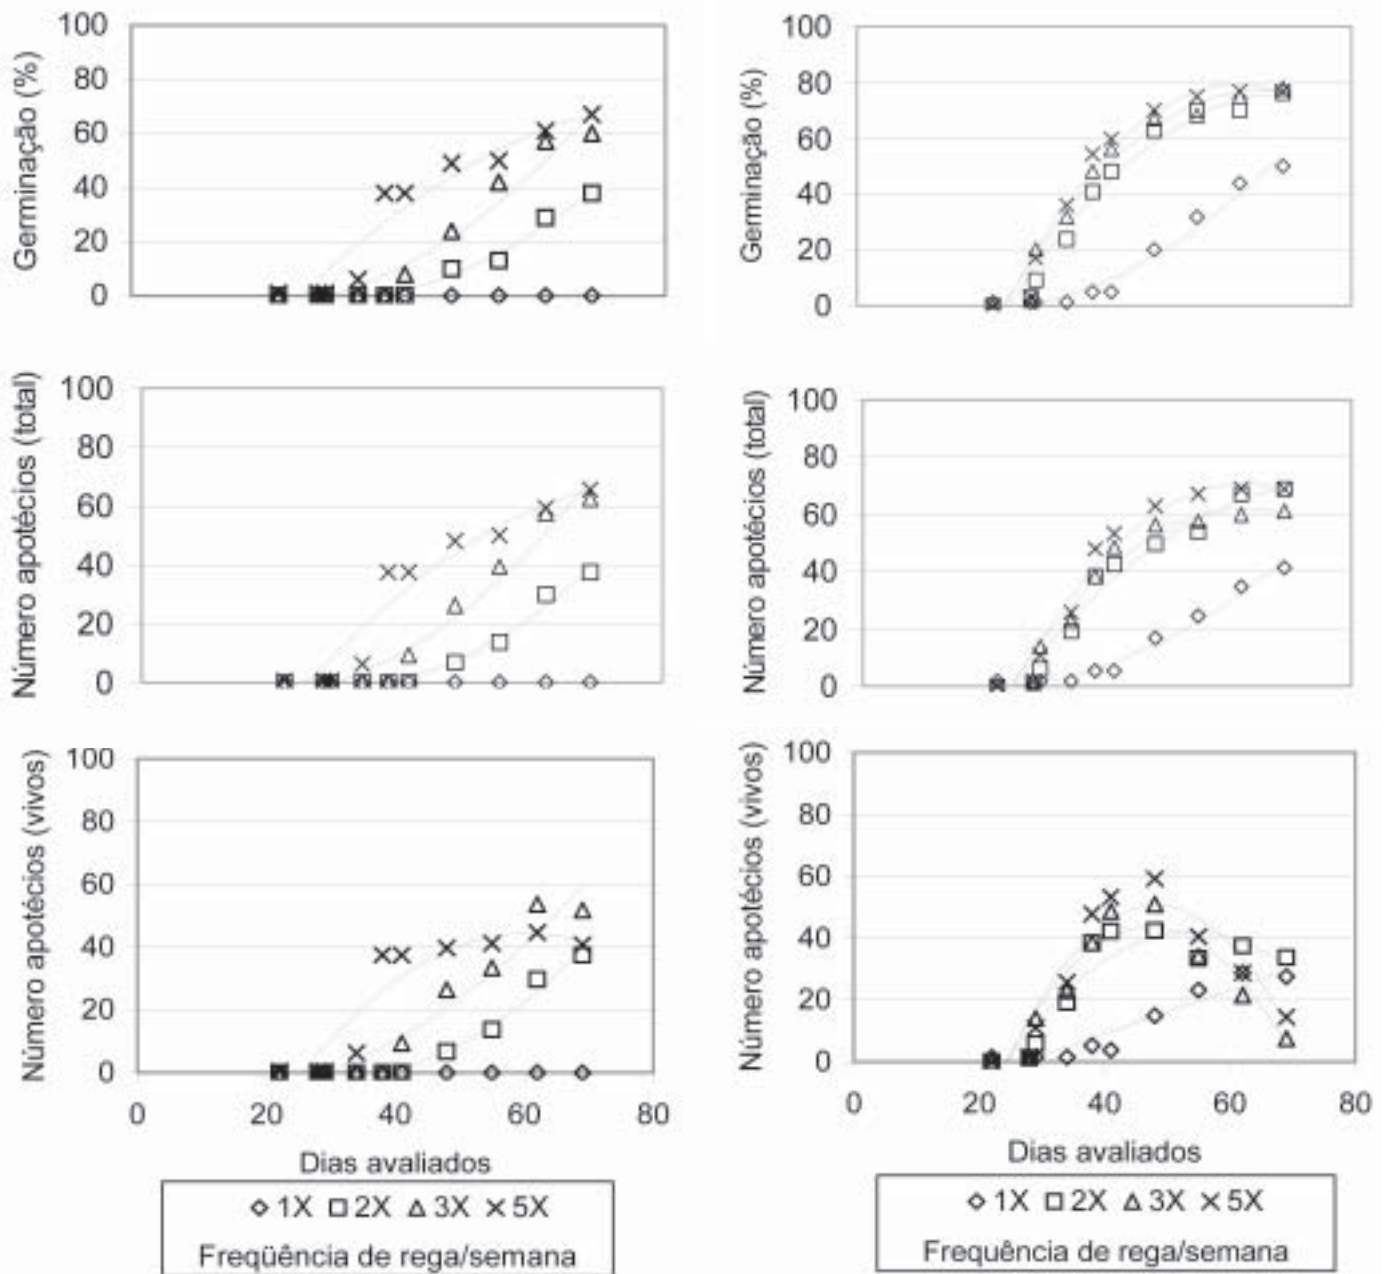 Germinação (%)
100
80
60
40
20
0
Germinação (%)
100
80
60
40
20
0
Número apotécios (total)
100
80
60
40
20
0
Número apotécios (total)
100
80
60
40
20
0
Número apotécios (vivos)
100
80
60
40
20
0
0 20 40 60 80
Dias avaliados
1X 2X 3X 5X
Freqüência de rega/semana
Número apotécios (vivos)
100
80
60
40
20
0
0 20 40 60 80
Dias avaliados
1X 2X 3X 5X
Frequência de rega/semana